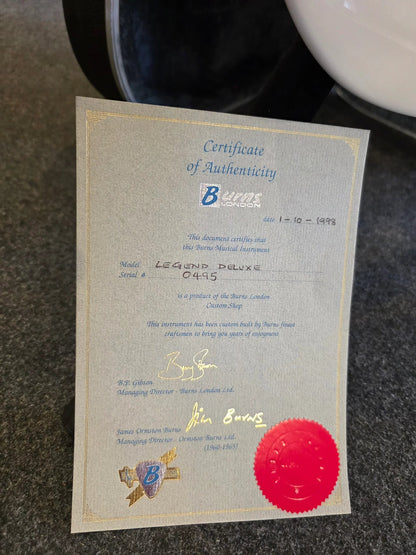 Certificate
of Authenticity
Burns
LONDON
date 1-10-1998
This document certifies that
this Burns Musical Instrument
Model LEGEND DELUXE
Serial # 0495
is a product of the Burns London
Custom Shop
This instrument has been custom built by Burns finest
craftsmen to bring you years of enjoyment
B.P. Gibson
Managing Director - Burns London Ltd.
Jim BURNS
James Ormston Burns
Managing Director - Ormston Burns Ltd.
(1960-1965)
B